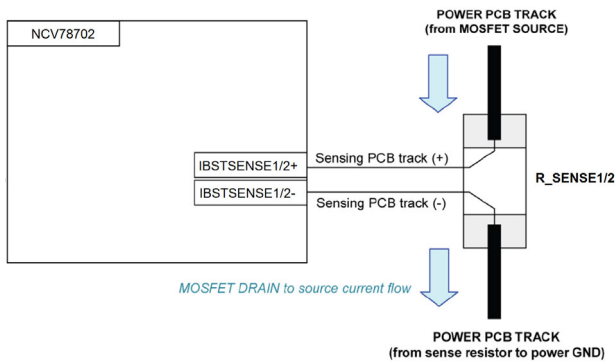 POWER PCB TRACK
(from MOSFET SOURCE)
NCV78702
IBSTSENSE1/2+
Sensing PCB track (+)
R_SENSE1/2
IBSTSENSE1/2-
Sensing PCB track (-)
MOSFET DRAIN to source current flow
POWER PCB TRACK
(from sense resistor to power GND)